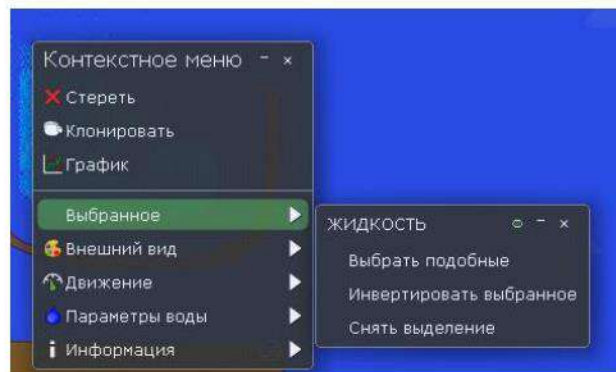 Контекстное меню
Стереть
Клонировать
График
Выбранное
Внешний вид
Движение
Параметры воды
Информация
жидкость
Выбрать подобные
Инвертировать выбранное
Снять выделение